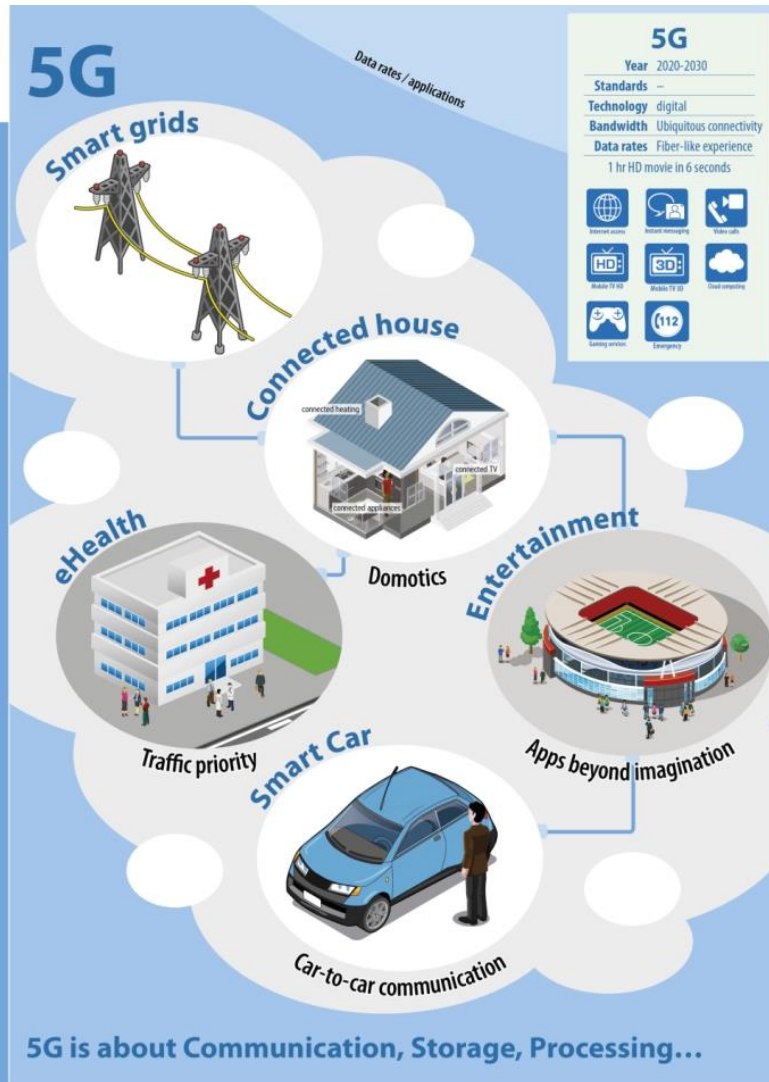 5G
Data rates / applications
5G
Year 2020-2030
Standards –
Technology digital
Bandwidth Ubiquitous connectivity
Data rates Fiber-like experience
1 hr HD movie in 6 seconds
Internet access
Instant messaging
Video calls
HD
3D
Mobile TV HD
Mobile TV 3D
Cloud computing
112
Gaming services
Emergency
Smart grids
Connected house
connected heating
connected TV
connected appliances
Domotics
eHealth
Traffic priority
Entertainment
Apps beyond imagination
Smart Car
Car-to-car communication
5G is about Communication, Storage, Processing...